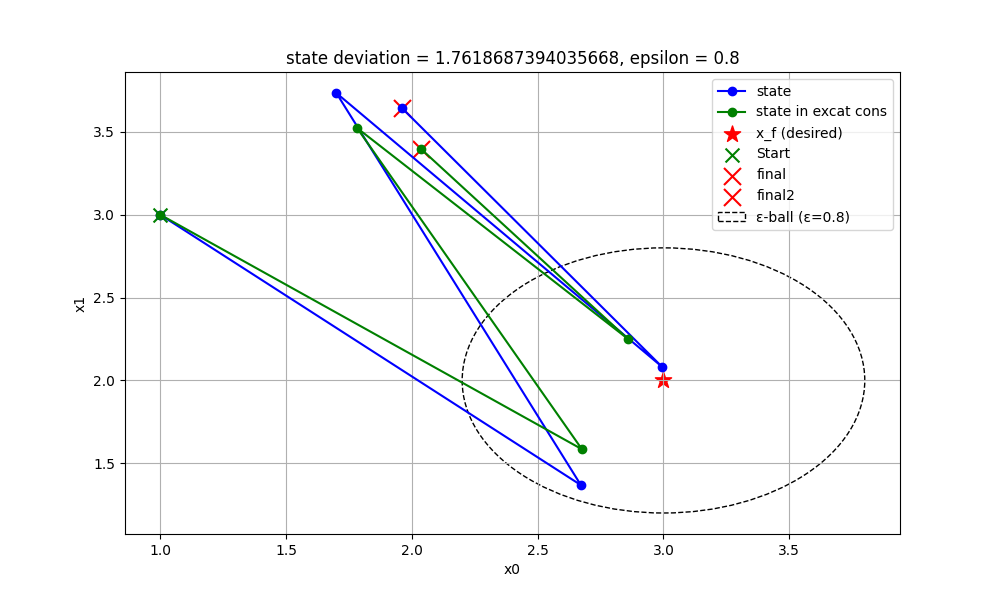 state deviation = 1.7618687394035668, epsilon = 0.8
state
state in excat cons
x_f (desired)
Start
final
final2
ε-ball (ε=0.8)
x1
3.5
3.0
2.5
2.0
1.5
1.0 1.5 2.0 2.5 3.0 3.5
x0